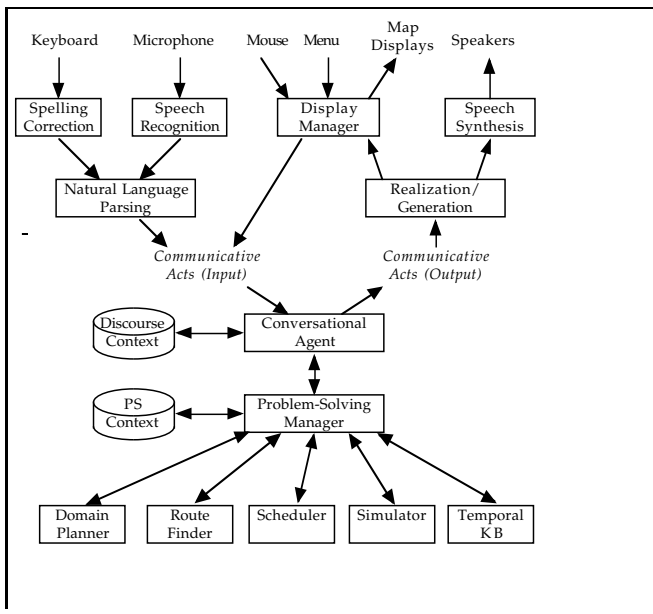 Keyboard
Microphone
Mouse
Menu
Map
Displays
Speakers
Spelling
Correction
Speech
Recognition
Display
Manager
Speech
Synthesis
Natural Language
Parsing
Realization/
Generation
Communicative
Acts (Input)
Communicative
Acts (Output)
Discourse
Context
Conversational
Agent
PS
Context
Problem-Solving
Manager
Domain
Planner
Route
Finder
Scheduler
Simulator
Temporal
KB